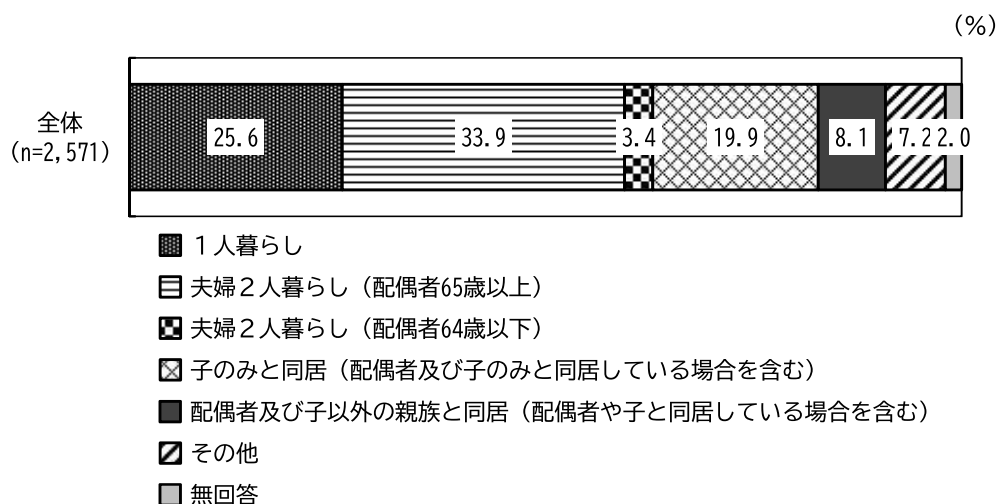 （％）
全体
（n=2,571）
25.6 33.9 3.4 19.9 8.1 7.2 2.0
１人暮らし
夫婦２人暮らし（配偶者65歳以上）
夫婦２人暮らし（配偶者64歳以下）
子のみと同居（配偶者及び子のみと同居している場合を含む）
配偶者及び子以外の親族と同居（配偶者や子と同居している場合を含む）
その他
無回答